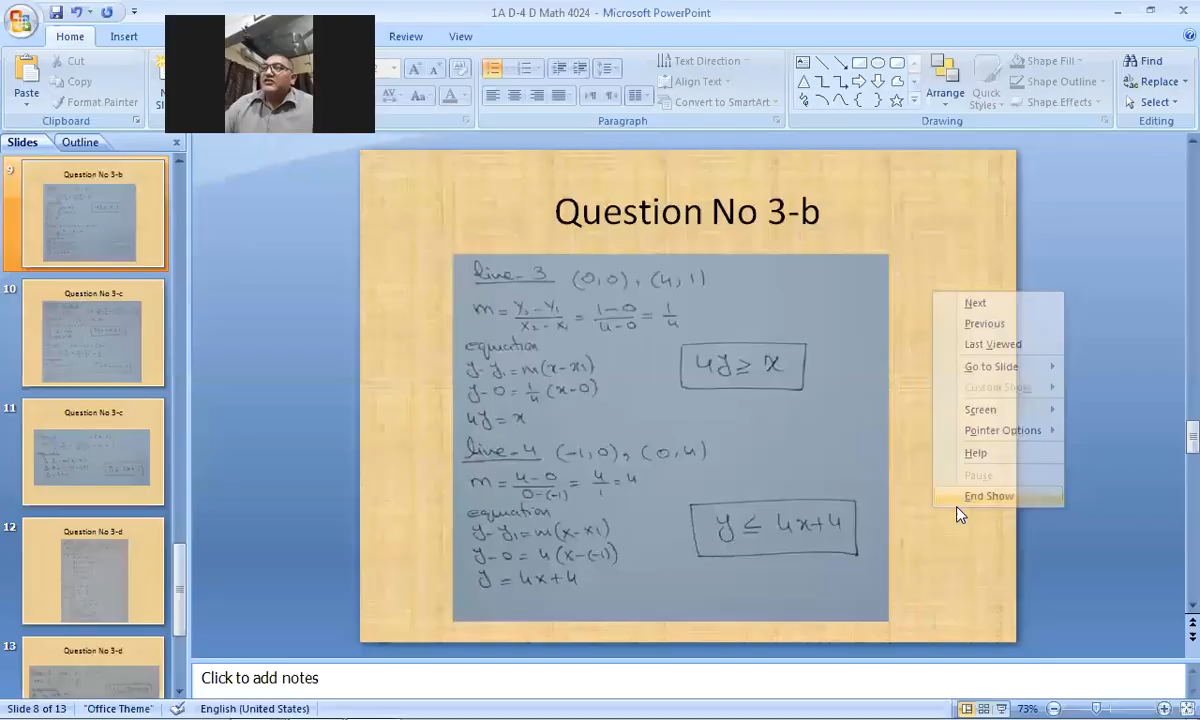 1A D-4 D Math 4024 - Microsoft PowerPoint
Home
Insert
Review
View
Paste
Cut
Copy
Format Painter
Clipboard
Text Direction
Align Text
Convert to SmartArt
Paragraph
Arrange
Quick Styles
Shape Fill
Shape Outline
Shape Effects
Drawing
Find
Replace
Select
Editing
Slides
Outline
9
Question No 3-b
10
Question No 3-c
11
Question No 3-c
12
Question No 3-d
13
Question No 3-d
Question No 3-b
line-3 (0,0), (4,1)
m = y₂-y₁/x₂-x₁ = 1-0/4-0 = 1/4
equation
y-y₁ = m(x-x₁)
y-0 = 1/4 (x-0)
4y = x
4y ≥ x
line-4 (-1,0), (0,4)
m = 4-0/0-(-1) = 4/1 = 4
equation
y-y₁ = m(x-x₁)
y-0 = 4(x-(-1))
y = 4x+4
y ≤ 4x+4
Next
Previous
Last Viewed
Go to Slide
Custom Show
Screen
Pointer Options
Help
Pause
End Show
Click to add notes
Slide 8 of 13
"Office Theme"
English (United States)
73%